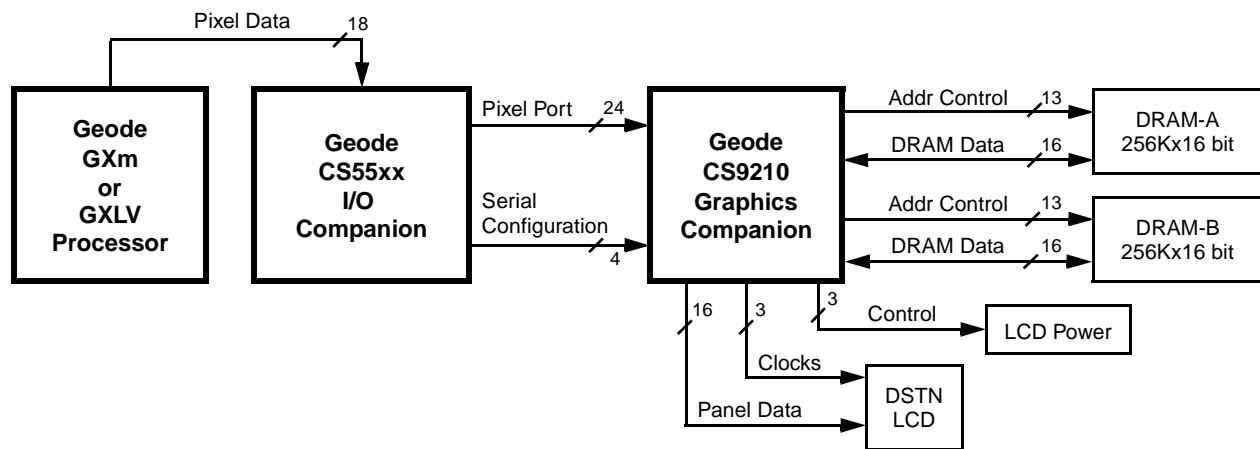 Pixel Data
18
Geode
GXm
or
GXLV
Processor
Geode
CS55xx
I/O
Companion
Pixel Port
24
Serial
Configuration
4
Geode
CS9210
Graphics
Companion
Addr Control
13
DRAM Data
16
DRAM-A
256Kx16 bit
Addr Control
13
DRAM Data
16
DRAM-B
256Kx16 bit
16
3
3
Control
LCD Power
Clocks
Panel Data
DSTN
LCD